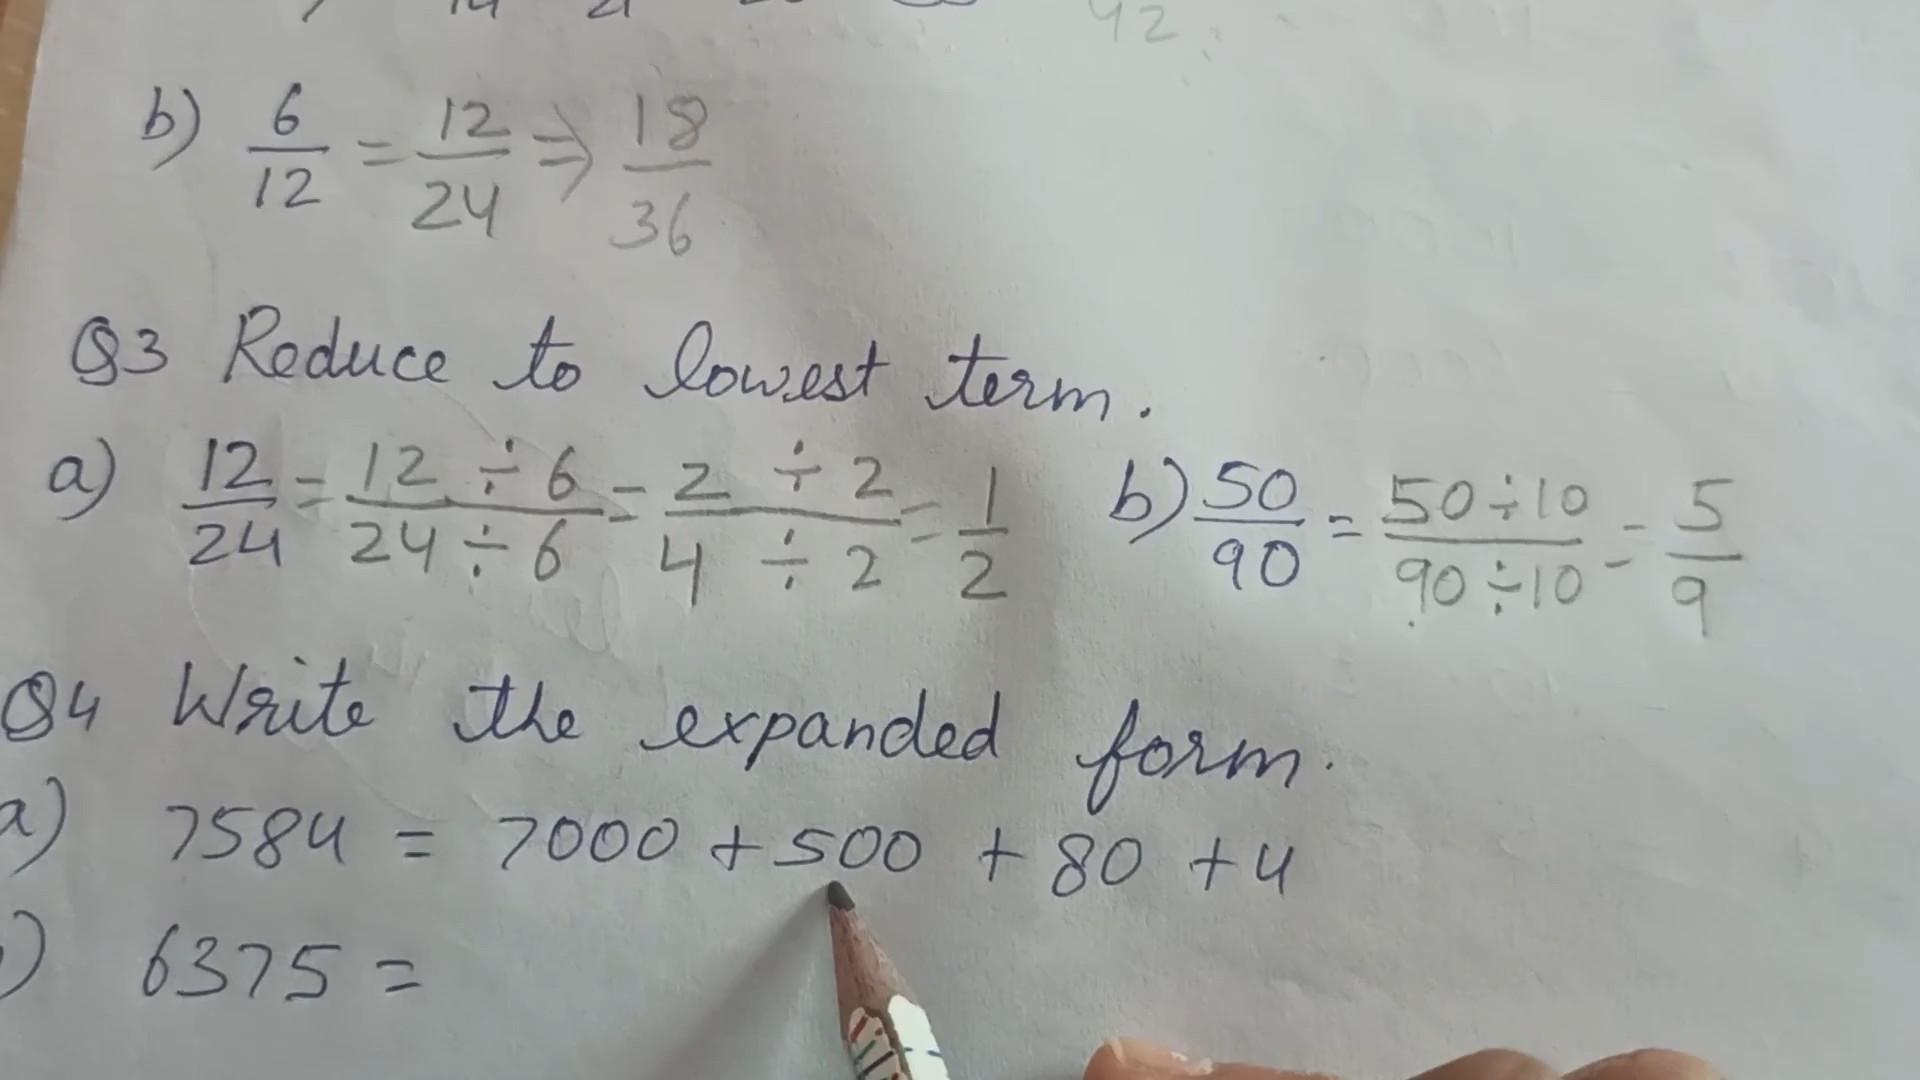 42
b) 6/12 = 12/24 ⇒ 18/36
Q3 Reduce to lowest term.
a) 12/24 = 12 ÷ 6 / 24 ÷ 6 = 2 ÷ 2 / 4 ÷ 2 = 1/2 b) 50/90 = 50 ÷ 10 / 90 ÷ 10 = 5/9
Q4 Write the expanded form.
a) 7584 = 7000 + 500 + 80 + 4
) 6375 =